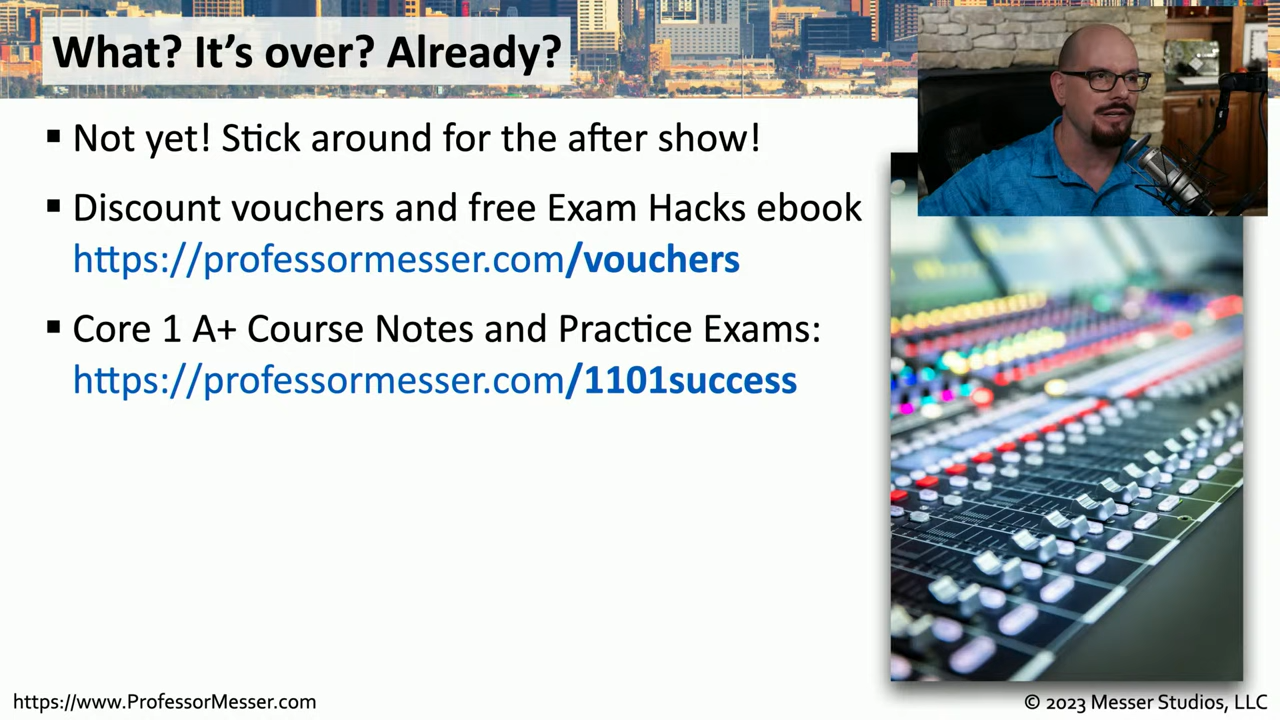 What? It's over? Already?
▪ Not yet! Stick around for the after show!
▪ Discount vouchers and free Exam Hacks ebook
https://professormesser.com/vouchers
▪ Core 1 A+ Course Notes and Practice Exams:
https://professormesser.com/1101success
https://www.ProfessorMesser.com
© 2023 Messer Studios, LLC